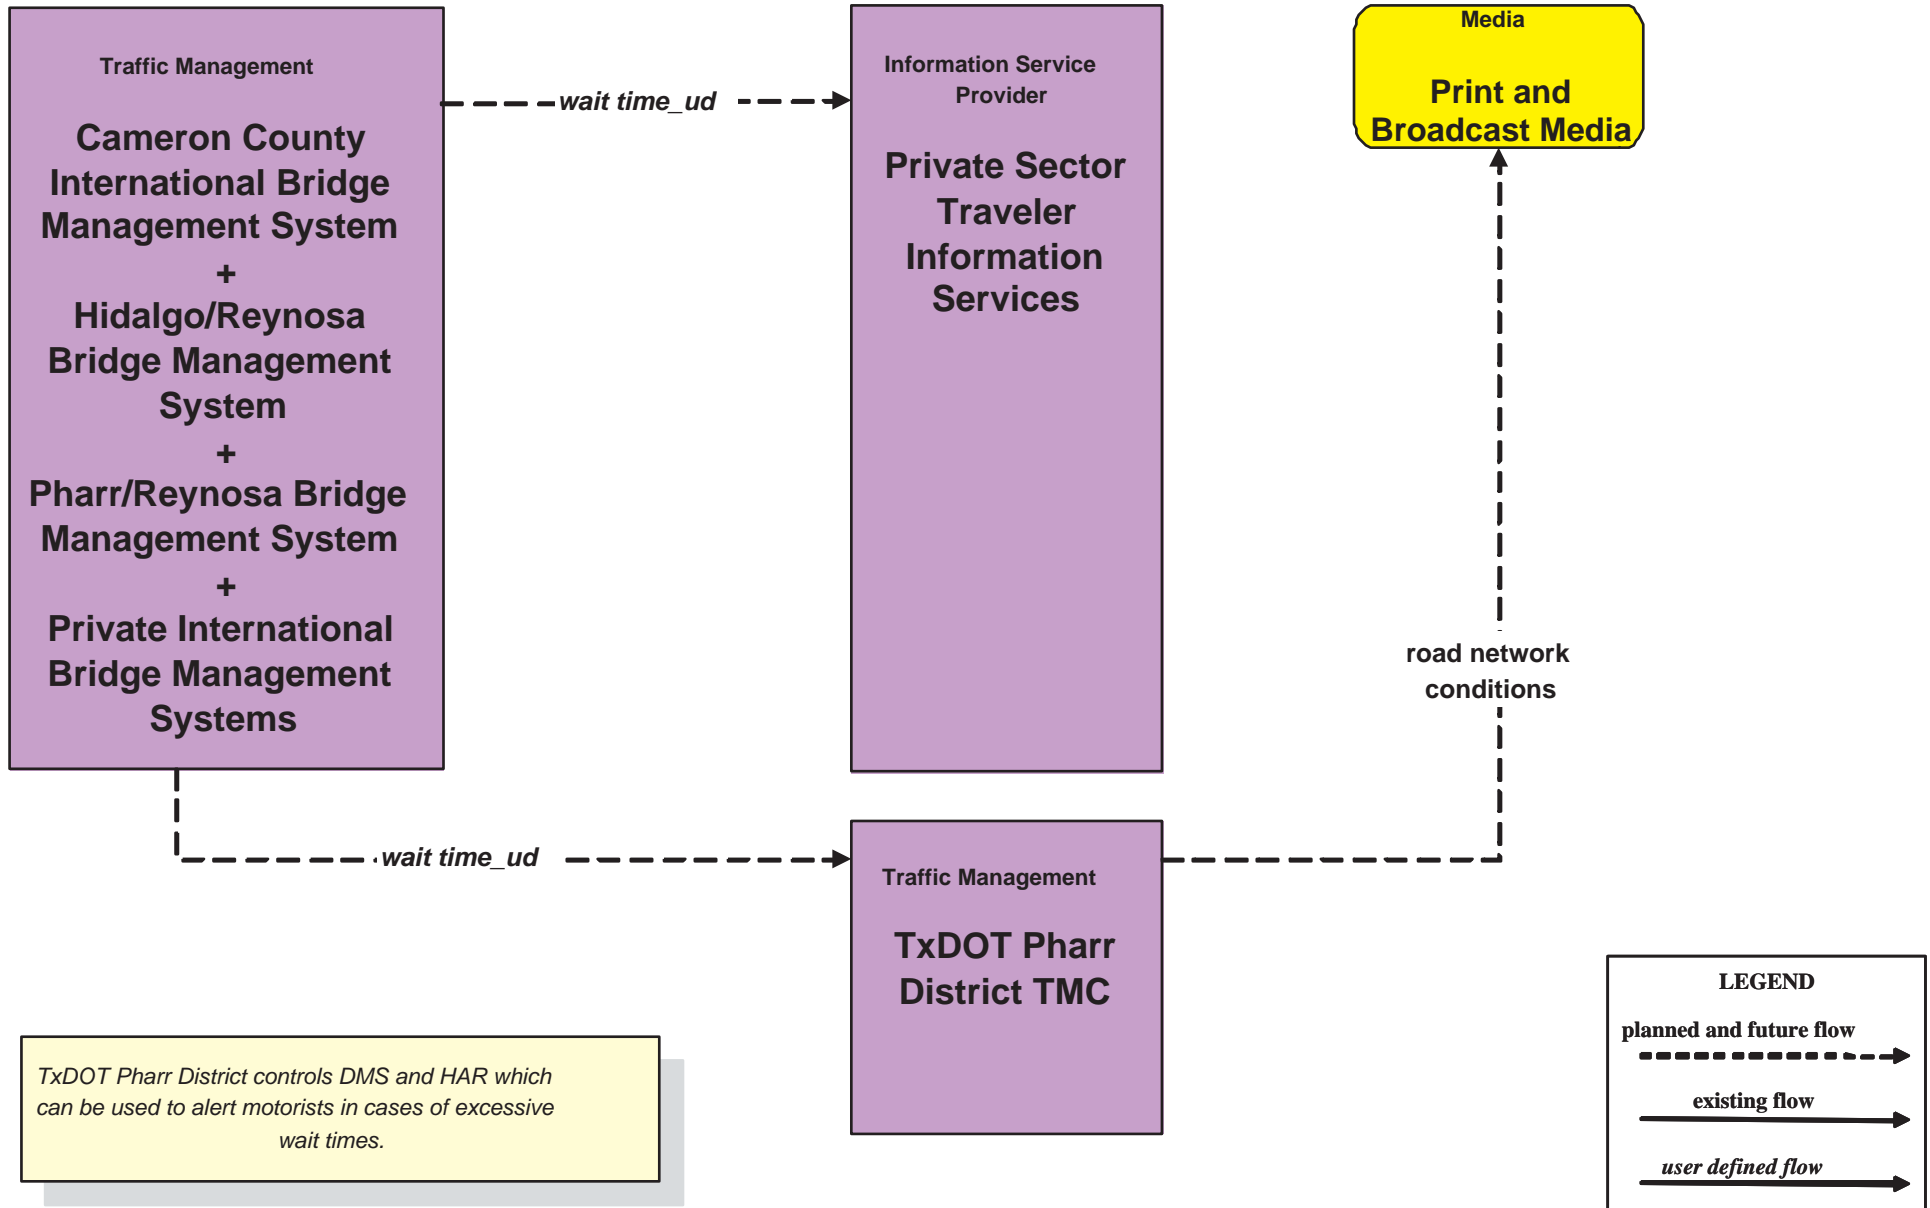 Traffic Management
Cameron County
International Bridge
Management System
+
Hidalgo/Reynosa
Bridge Management
System
+
Pharr/Reynosa Bridge
Management System
+
Private International
Bridge Management
Systems
wait time_ud
Information Service
Provider
Private Sector
Traveler
Information
Services
Media
Print and
Broadcast Media
road network
conditions
wait time_ud
Traffic Management
TxDOT Pharr
District TMC
TxDOT Pharr District controls DMS and HAR which
can be used to alert motorists in cases of excessive
wait times.
LEGEND
planned and future flow
existing flow
user defined flow